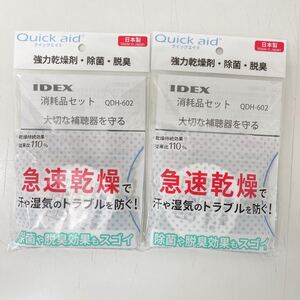 Quick aid™
クイックエイド
日本製
Made in Japan
強力乾燥剤・除菌・脱臭
IDEX
消耗品セット QDH-602
大切な補聴器を守る
乾燥持続効果
従来比110%
急速乾燥で
汗や湿気のトラブルを防ぐ!
除菌や脱臭効果もスゴイ
Quick aid™
クイックエイド
日本製
Made in Japan
強力乾燥剤・除菌・脱臭
IDEX
消耗品セット QDH-602
大切な補聴器を守る
乾燥持続効果
従来比110%
急速乾燥で
汗や湿気のトラブルを防ぐ!
除菌や脱臭効果もスゴイ